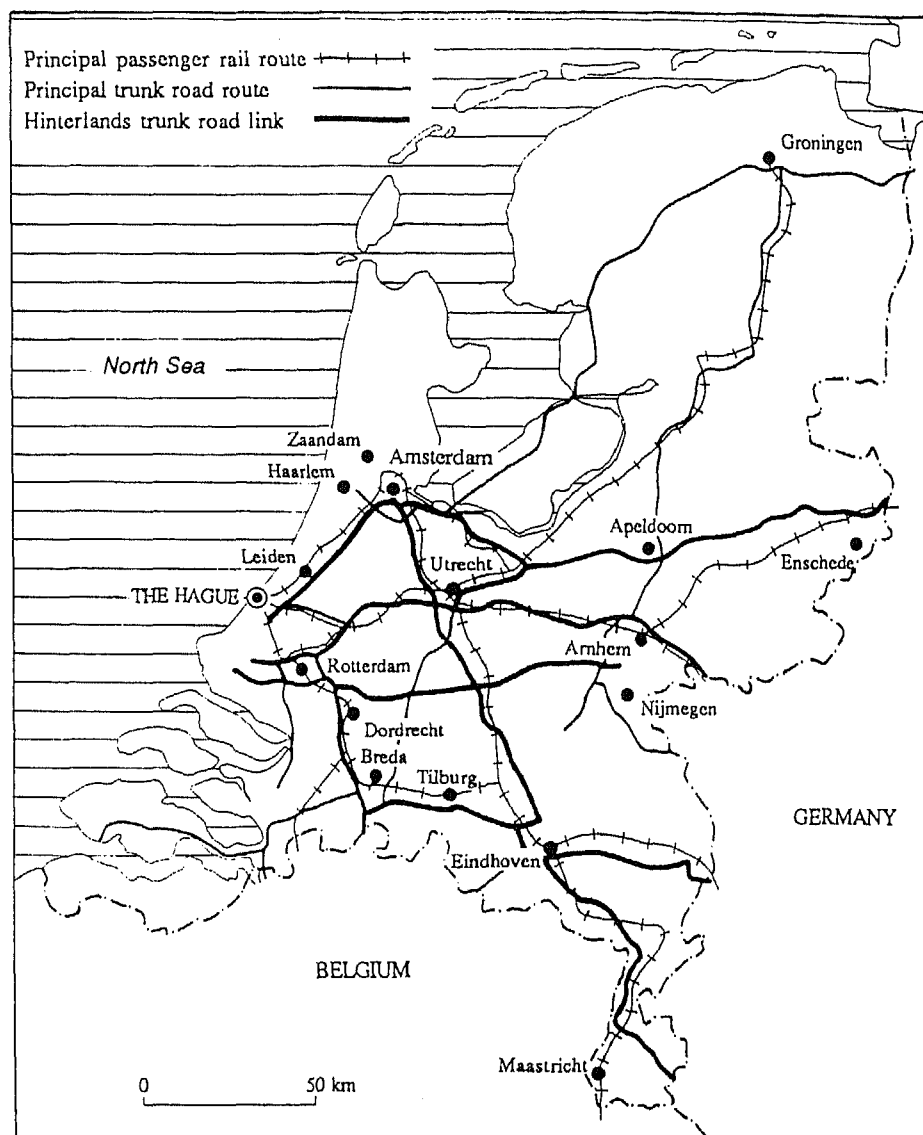 Principal passenger rail route
Principal trunk road route
Hinterlands trunk road link
Groningen
North Sea
Zaandam
Amsterdam
Haarlem
Apeldoorn
Leiden
Utrecht
Enschede
THE HAGUE
Arnhem
Rotterdam
Nijmegen
Dordrecht
Breda
Tilburg
GERMANY
Eindhoven
BELGIUM
Maastricht
0 50 km